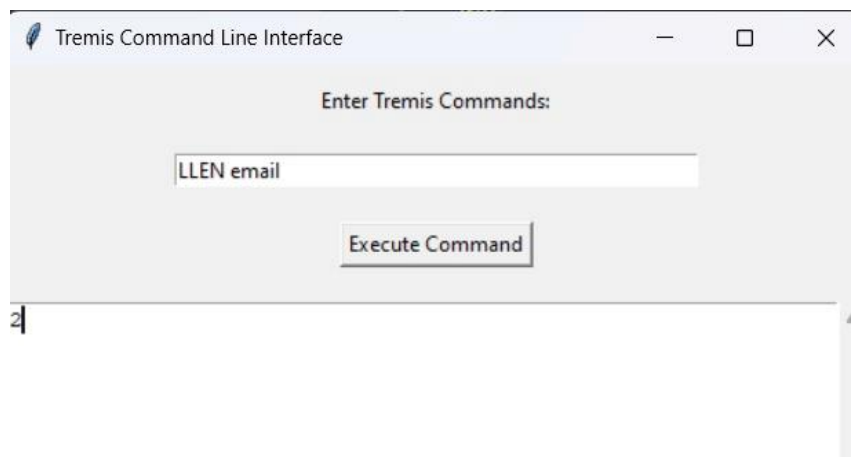 Tremis Command Line Interface
Enter Tremis Commands:
LLEN email
Execute Command
2